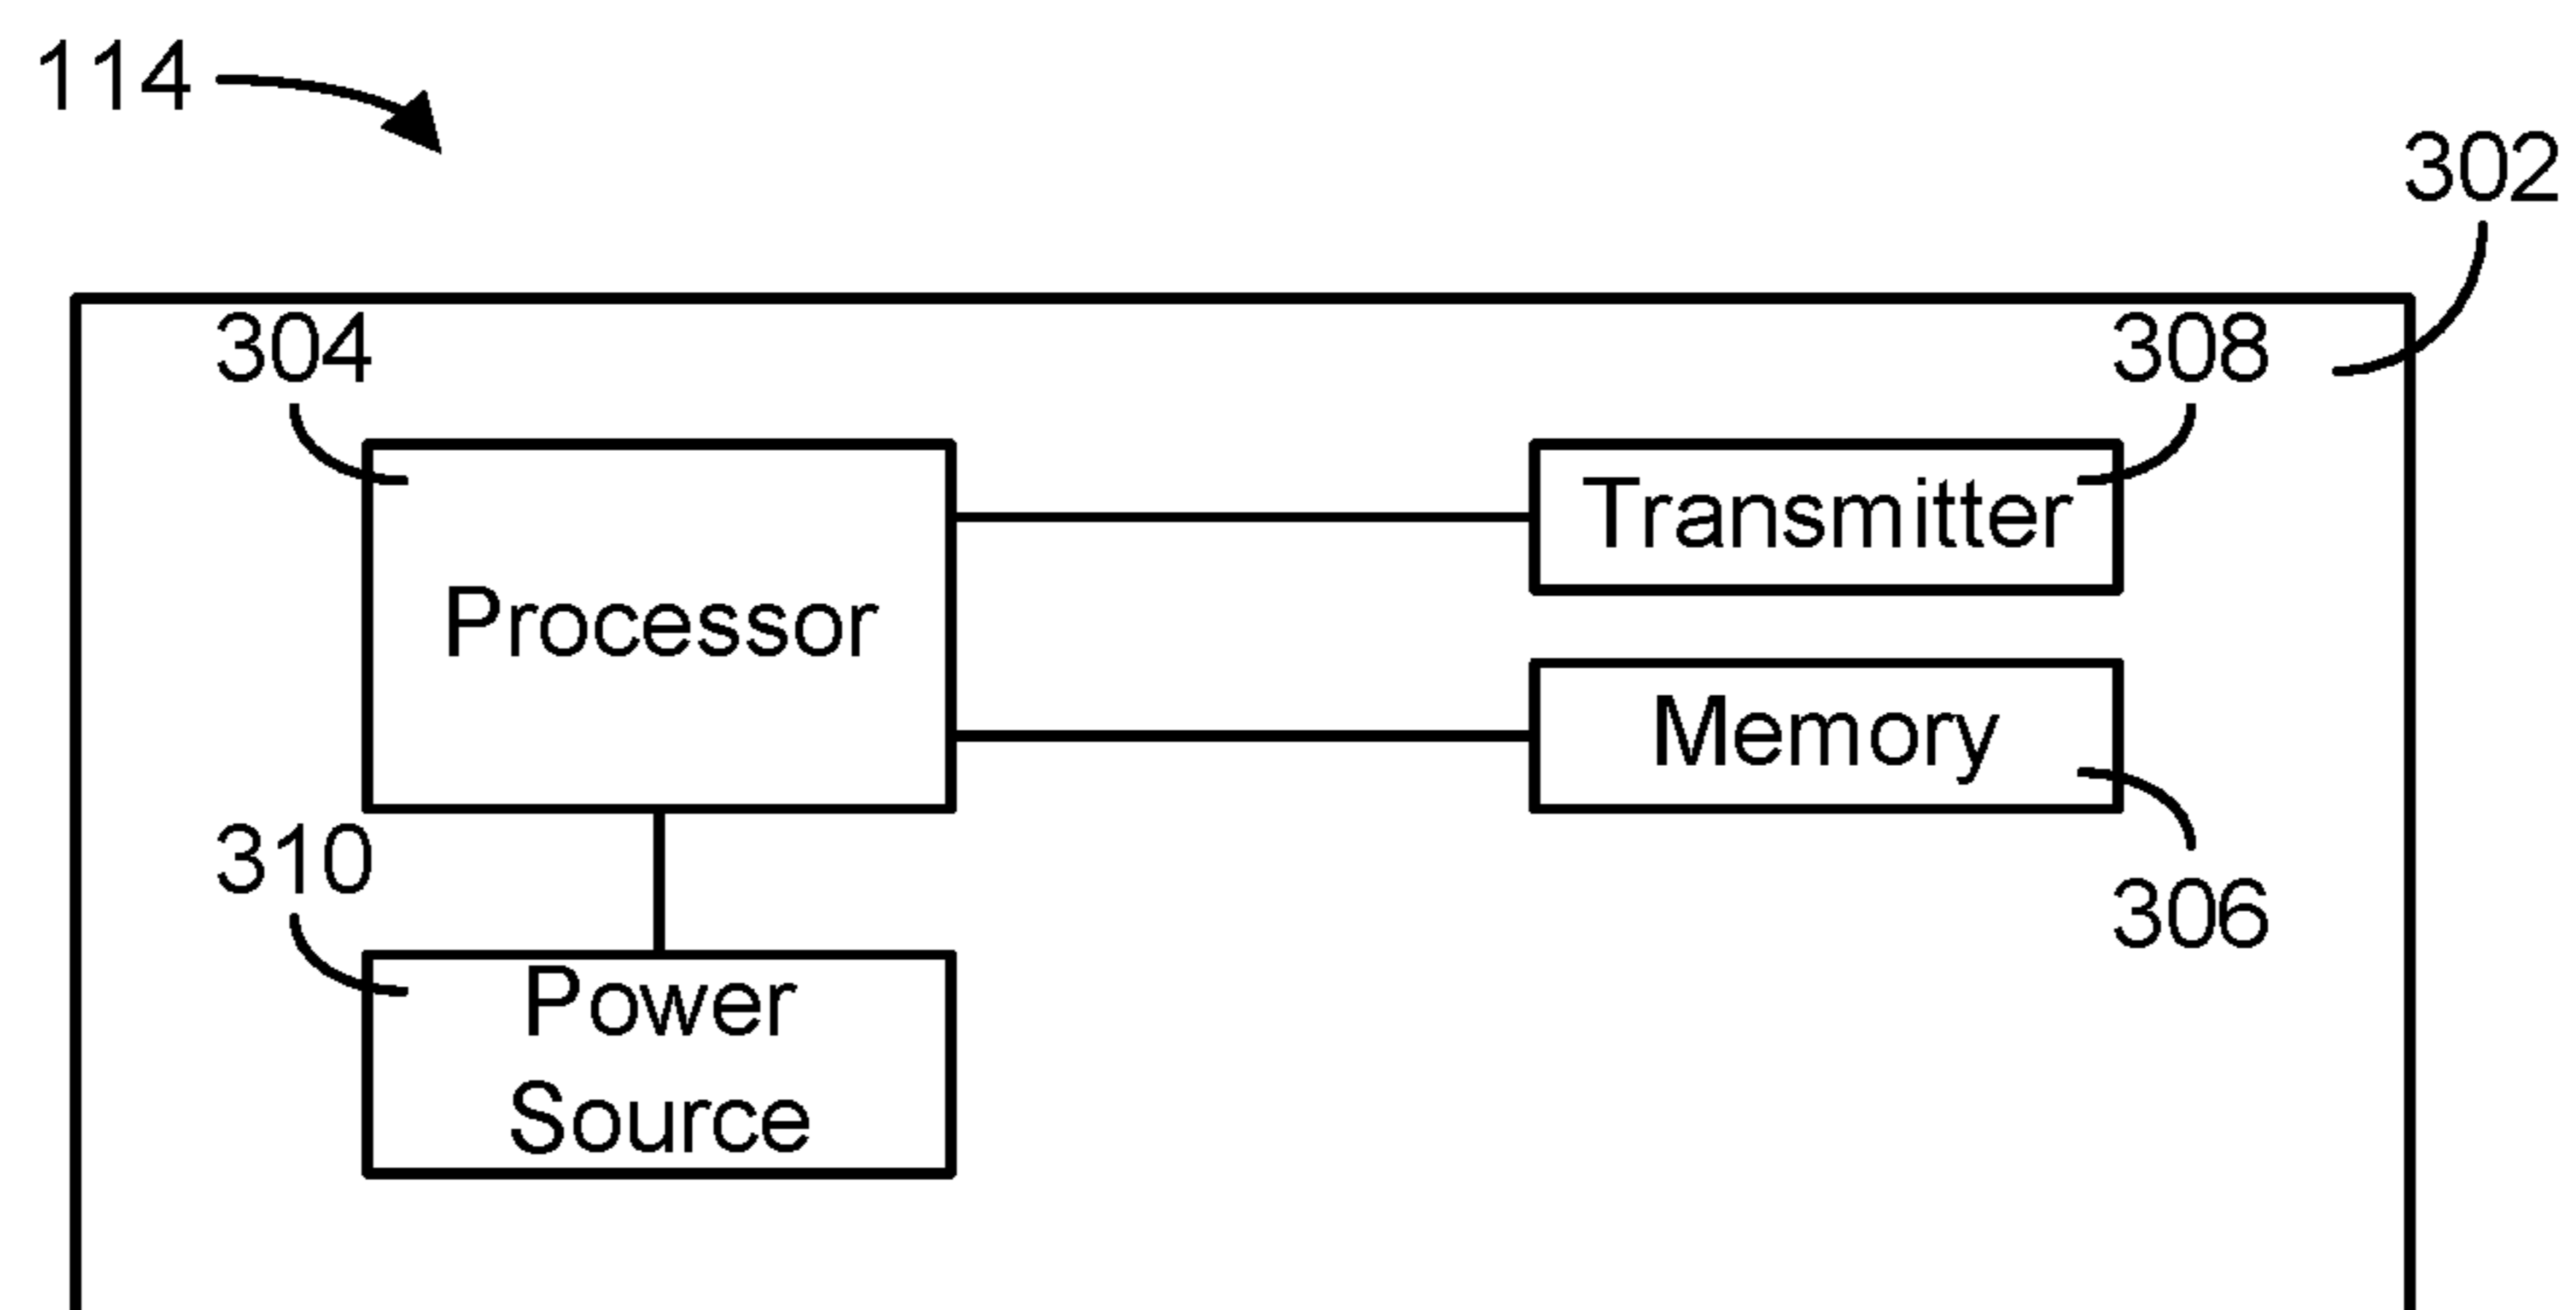 114
302
304
308
Transmitter
Processor
Memory
310
306
Power
Source